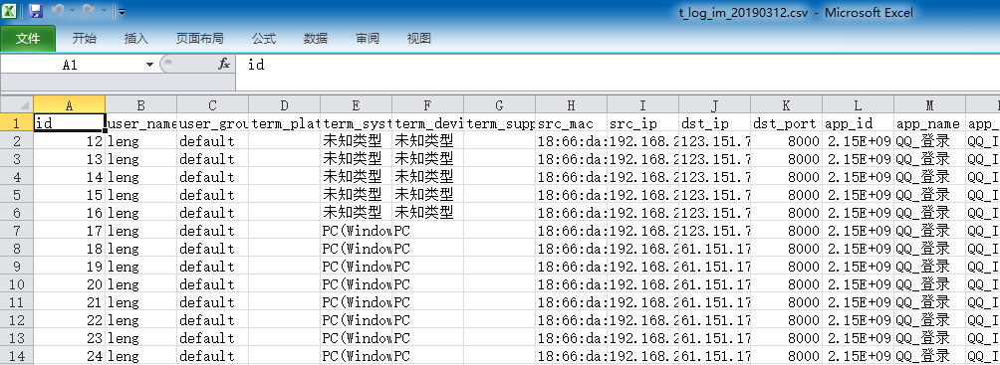 t_log_im_20190312.csv - Microsoft Excel
文件 开始 插入 页面布局 公式 数据 审阅 视图
A1 fx id
A B C D E F G H I J K L M
1 id user_name user_grou term_plat term_syst term_devi term_supp src_mac src_ip dst_ip dst_port app_id app_name app_
2 12 leng default 未知类型 未知类型 18:66:da: 192.168.2 123.151.7 8000 2.15E+09 QQ_登录 QQ_I
3 13 leng default 未知类型 未知类型 18:66:da: 192.168.2 123.151.7 8000 2.15E+09 QQ_登录 QQ_I
4 14 leng default 未知类型 未知类型 18:66:da: 192.168.2 123.151.7 8000 2.15E+09 QQ_登录 QQ_I
5 15 leng default 未知类型 未知类型 18:66:da: 192.168.2 123.151.7 8000 2.15E+09 QQ_登录 QQ_I
6 16 leng default 未知类型 未知类型 18:66:da: 192.168.2 123.151.7 8000 2.15E+09 QQ_登录 QQ_I
7 17 leng default PC(Window PC 18:66:da: 192.168.2 123.151.7 8000 2.15E+09 QQ_登录 QQ_I
8 18 leng default PC(Window PC 18:66:da: 192.168.2 61.151.17 8000 2.15E+09 QQ_登录 QQ_I
9 19 leng default PC(Window PC 18:66:da: 192.168.2 61.151.17 8000 2.15E+09 QQ_登录 QQ_I
10 20 leng default PC(Window PC 18:66:da: 192.168.2 61.151.17 8000 2.15E+09 QQ_登录 QQ_I
11 21 leng default PC(Window PC 18:66:da: 192.168.2 61.151.17 8000 2.15E+09 QQ_登录 QQ_I
12 22 leng default PC(Window PC 18:66:da: 192.168.2 61.151.17 8000 2.15E+09 QQ_登录 QQ_I
13 23 leng default PC(Window PC 18:66:da: 192.168.2 61.151.17 8000 2.15E+09 QQ_登录 QQ_I
14 24 leng default PC(Window PC 18:66:da: 192.168.2 61.151.17 8000 2.15E+09 QQ_登录 QQ_I